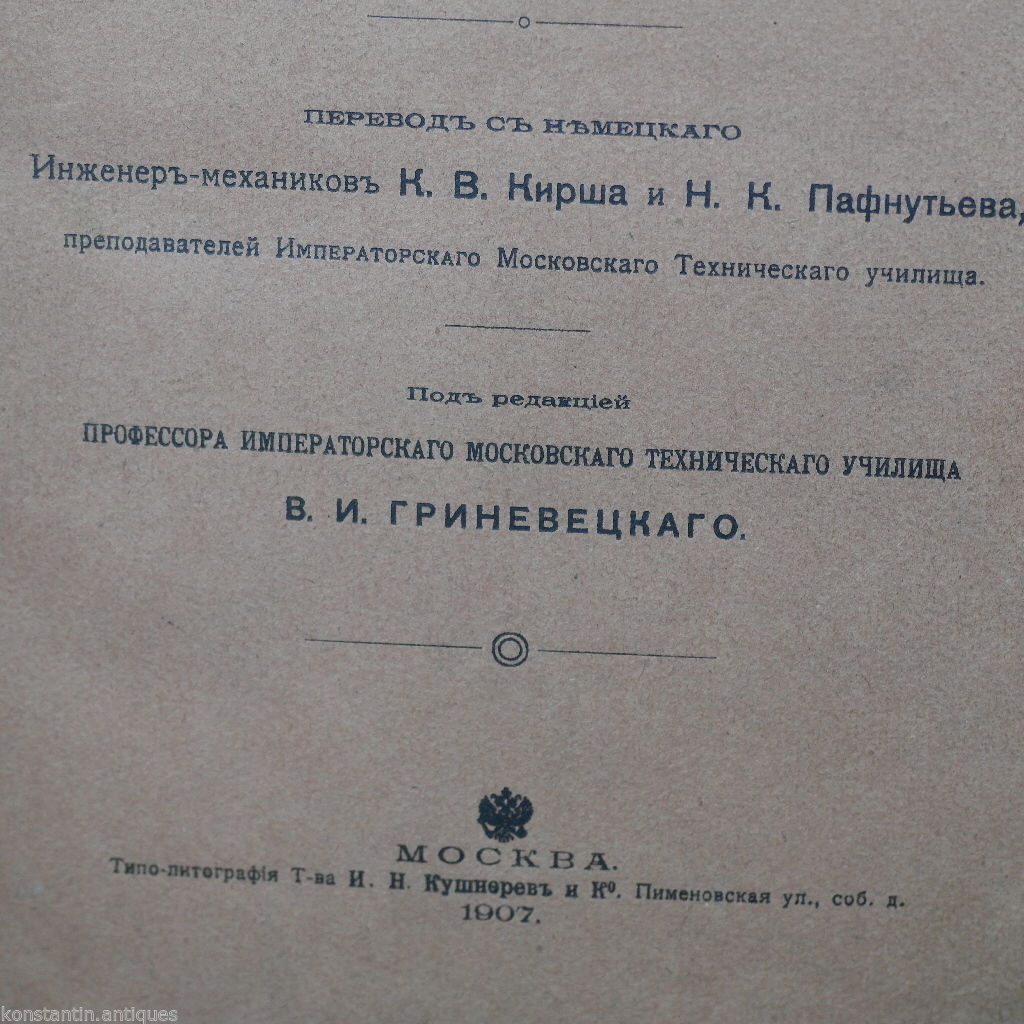 ПЕРЕВОДЪ СЪ НѢМЕЦКАГО
Инженеръ-механиковъ К. В. Кирша и Н. К. Пафнутьева,
преподавателей Императорскаго Московскаго Техническаго училища.
Подъ редакціей
ПРОФЕССОРА ИМПЕРАТОРСКАГО МОСКОВСКАГО ТЕХНИЧЕСКАГО УЧИЛИЩА
В. И. ГРИНЕВЕЦКАГО.
МОСКВА.
Типо-литографія Т-ва И. Н. Кушнеревъ и Кº. Пименовская ул., соб. д.
1907.
konstantin.antiques